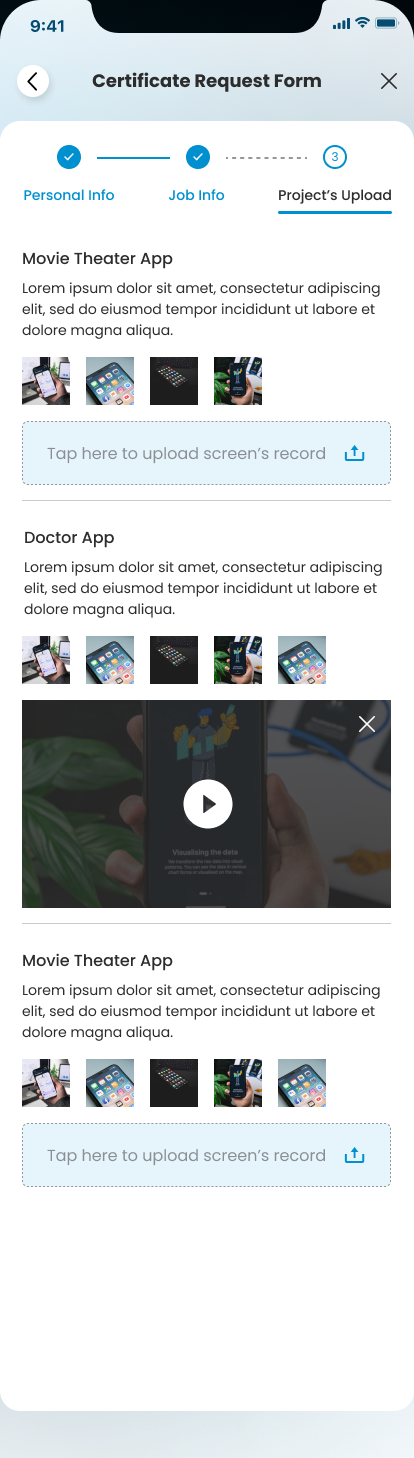 9:41
Certificate Request Form
3
Personal Info
Job Info
Project's Upload
Movie Theater App
Lorem ipsum dolor sit amet, consectetur adipiscing
elit, sed do eiusmod tempor incididunt ut labore et
dolore magna aliqua.
Tap here to upload screen's record
Doctor App
Lorem ipsum dolor sit amet, consectetur adipiscing
elit, sed do eiusmod tempor incididunt ut labore et
dolore magna aliqua.
Visualising the data
Movie Theater App
Lorem ipsum dolor sit amet, consectetur adipiscing
elit, sed do eiusmod tempor incididunt ut labore et
dolore magna aliqua.
Tap here to upload screen's record